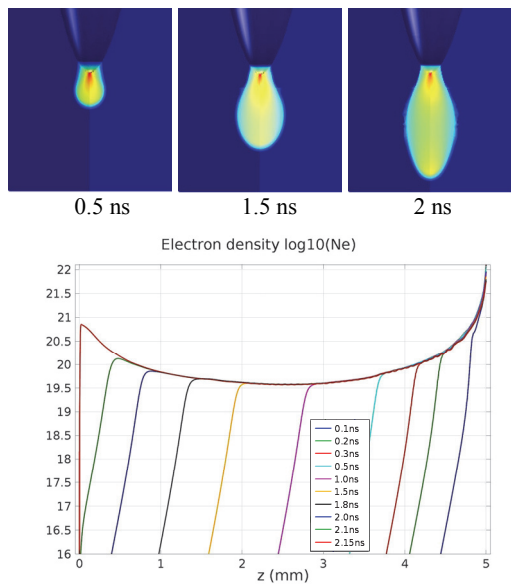 0.5 ns 1.5 ns 2 ns
Electron density log10(Ne)
22
21.5
21
20.5
20
19.5
19
18.5
18
17.5
17
16.5
16
0.1ns
0.2ns
0.3ns
0.5ns
1.0ns
1.5ns
1.8ns
2.0ns
2.1ns
2.15ns
0 1 2 3 4 5
z (mm)